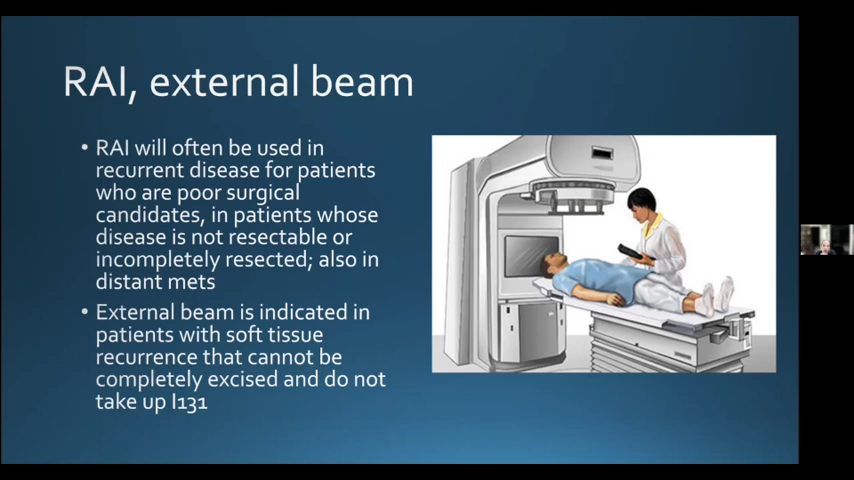 RAI, external beam
• RAI will often be used in
recurrent disease for patients
who are poor surgical
candidates, in patients whose
disease is not resectable or
incompletely resected; also in
distant mets
• External beam is indicated in
patients with soft tissue
recurrence that cannot be
completely excised and do not
take up I131